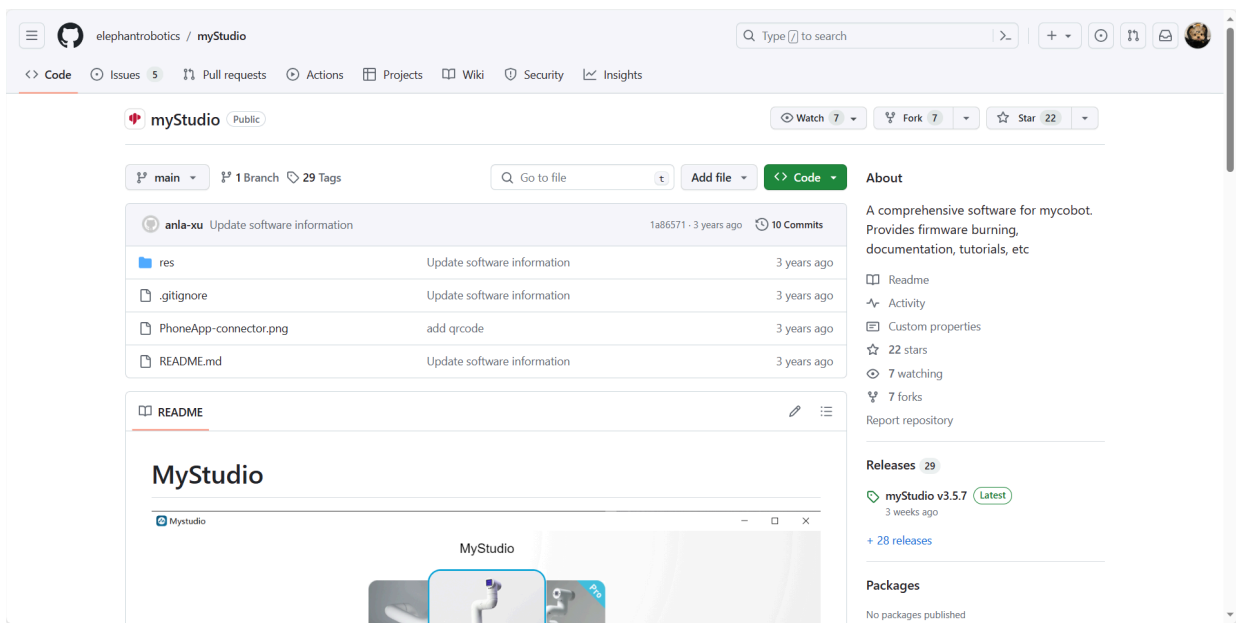 elephantrobotics / myStudio
Type / to search
Code
Issues 5
Pull requests
Actions
Projects
Wiki
Security
Insights
myStudio Public
Watch 7
Fork 7
Star 22
main
1 Branch
29 Tags
Go to file t
Add file
Code
anla-xu Update software information 1a86571 · 3 years ago 10 Commits
res Update software information 3 years ago
.gitignore Update software information 3 years ago
PhoneApp-connector.png add qrcode 3 years ago
README.md Update software information 3 years ago
README
MyStudio
Mystudio
MyStudio
Pro
About
A comprehensive software for mycobot.
Provides firmware burning,
documentation, tutorials, etc
Readme
Activity
Custom properties
22 stars
7 watching
7 forks
Report repository
Releases 29
myStudio v3.5.7 Latest
3 weeks ago
+ 28 releases
Packages
No packages published